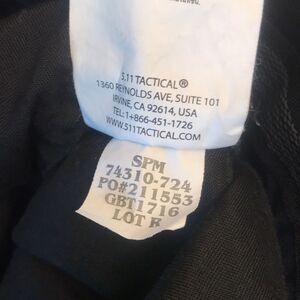 5.11 TACTICAL®
1360 REYNOLDS AVE, SUITE 101
IRVINE, CA 92614, USA
TEL: 1+866-451-1726
WWW.511TACTICAL.COM
SPM
74310-724
PO#211553
GBT1716
LOT R